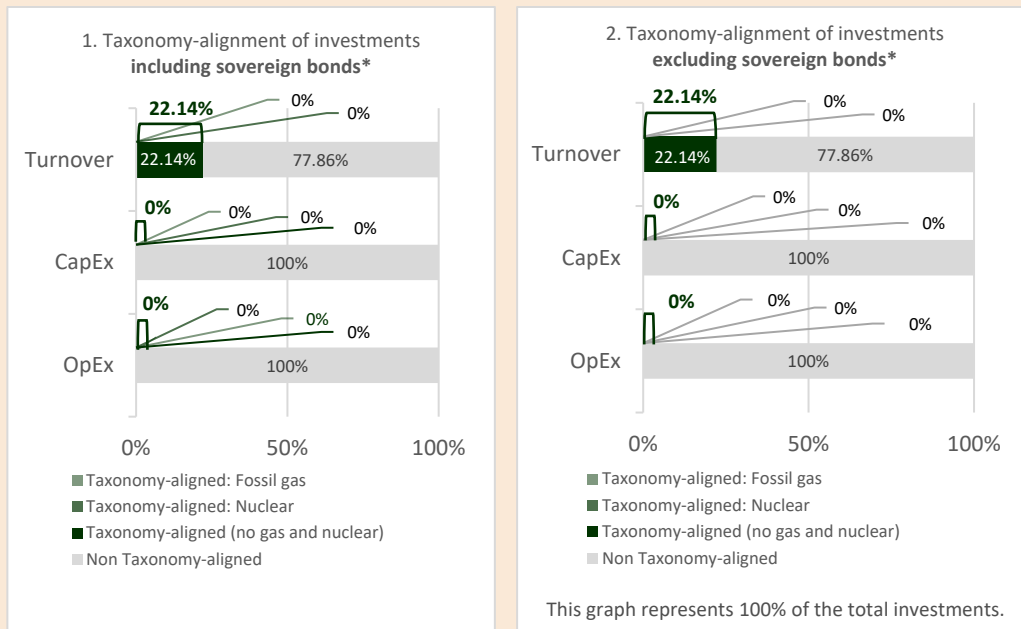 1. Taxonomy-alignment of investments
including sovereign bonds*
22.14%
0%
0%
Turnover
22.14%
77.86%
0%
0%
0%
0%
CapEx
100%
0%
0%
0%
0%
OpEx
100%
0%
50%
100%
Taxonomy-aligned: Fossil gas
Taxonomy-aligned: Nuclear
Taxonomy-aligned (no gas and nuclear)
Non Taxonomy-aligned
2. Taxonomy-alignment of investments
excluding sovereign bonds*
22.14%
0%
0%
Turnover
22.14%
77.86%
0%
0%
0%
0%
CapEx
100%
0%
0%
0%
0%
OpEx
100%
0%
50%
100%
Taxonomy-aligned: Fossil gas
Taxonomy-aligned: Nuclear
Taxonomy-aligned (no gas and nuclear)
Non Taxonomy-aligned
This graph represents 100% of the total investments.